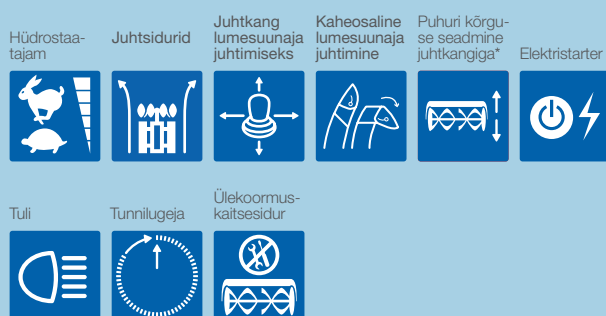 Hüdrostaa-
tajam
Juhtsidurid
Juhtkang
lumesuunaja
juhtimiseks
Kaheosaline
lumesuunaja
juhtimine
Puhuri kõrgu-
se seadmine
juhtkangiga*
Elektristarter
Tuli
Tunnilugeja
Ülekoormus-
kaitsesidur